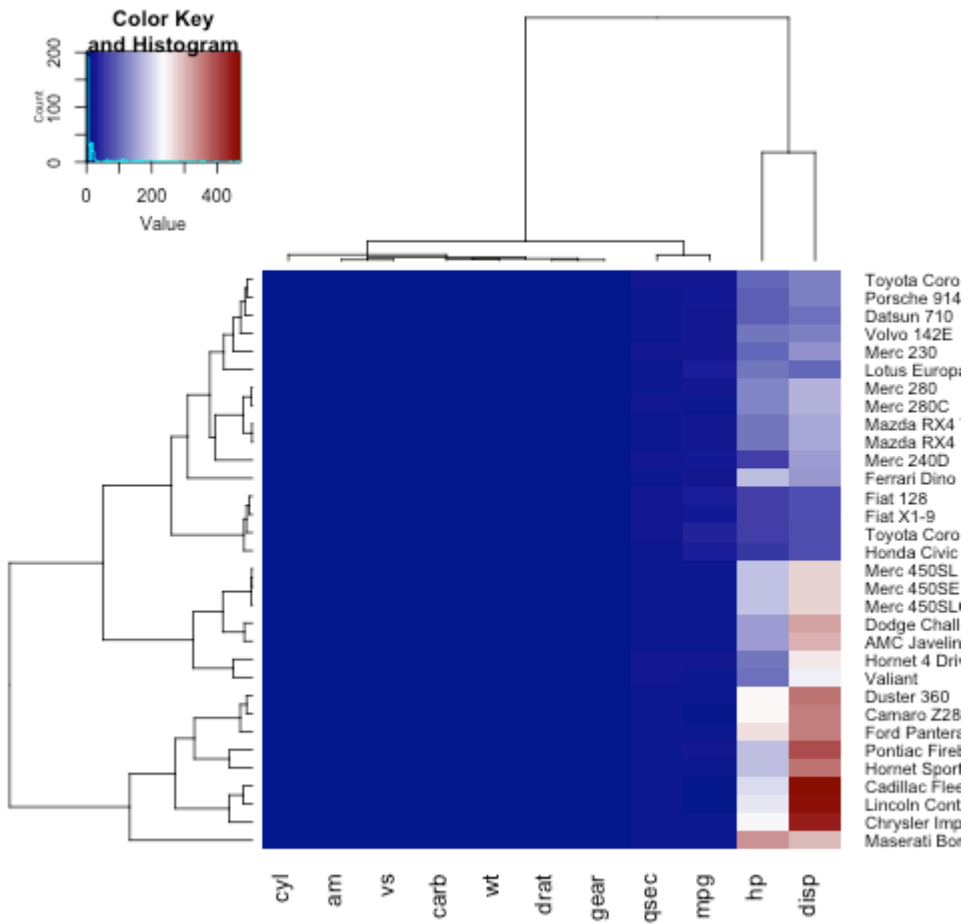 Color Key
and Histogram
Count
0
100
200
0 200 400
Value
Toyota Coro
Porsche 914
Datsun 710
Volvo 142E
Merc 230
Lotus Europa
Merc 280
Merc 280C
Mazda RX4
Mazda RX4
Merc 240D
Ferrari Dino
Fiat 128
Fiat X1-9
Toyota Coro
Honda Civic
Merc 450SL
Merc 450SE
Merc 450SLC
Dodge Chall
AMC Javelin
Hornet 4 Driv
Valiant
Duster 360
Camaro Z28
Ford Pantera
Pontiac Fireb
Hornet Sport
Cadillac Flee
Lincoln Cont
Chrysler Imp
Maserati Bor
cyl am vs carb wt drat gear qsec mpg hp disp